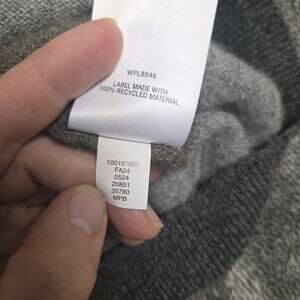 WPL8046
LABEL MADE WITH
100% RECYCLED MATERIAL
100187061
FA24
0524
20851
35780
MPB